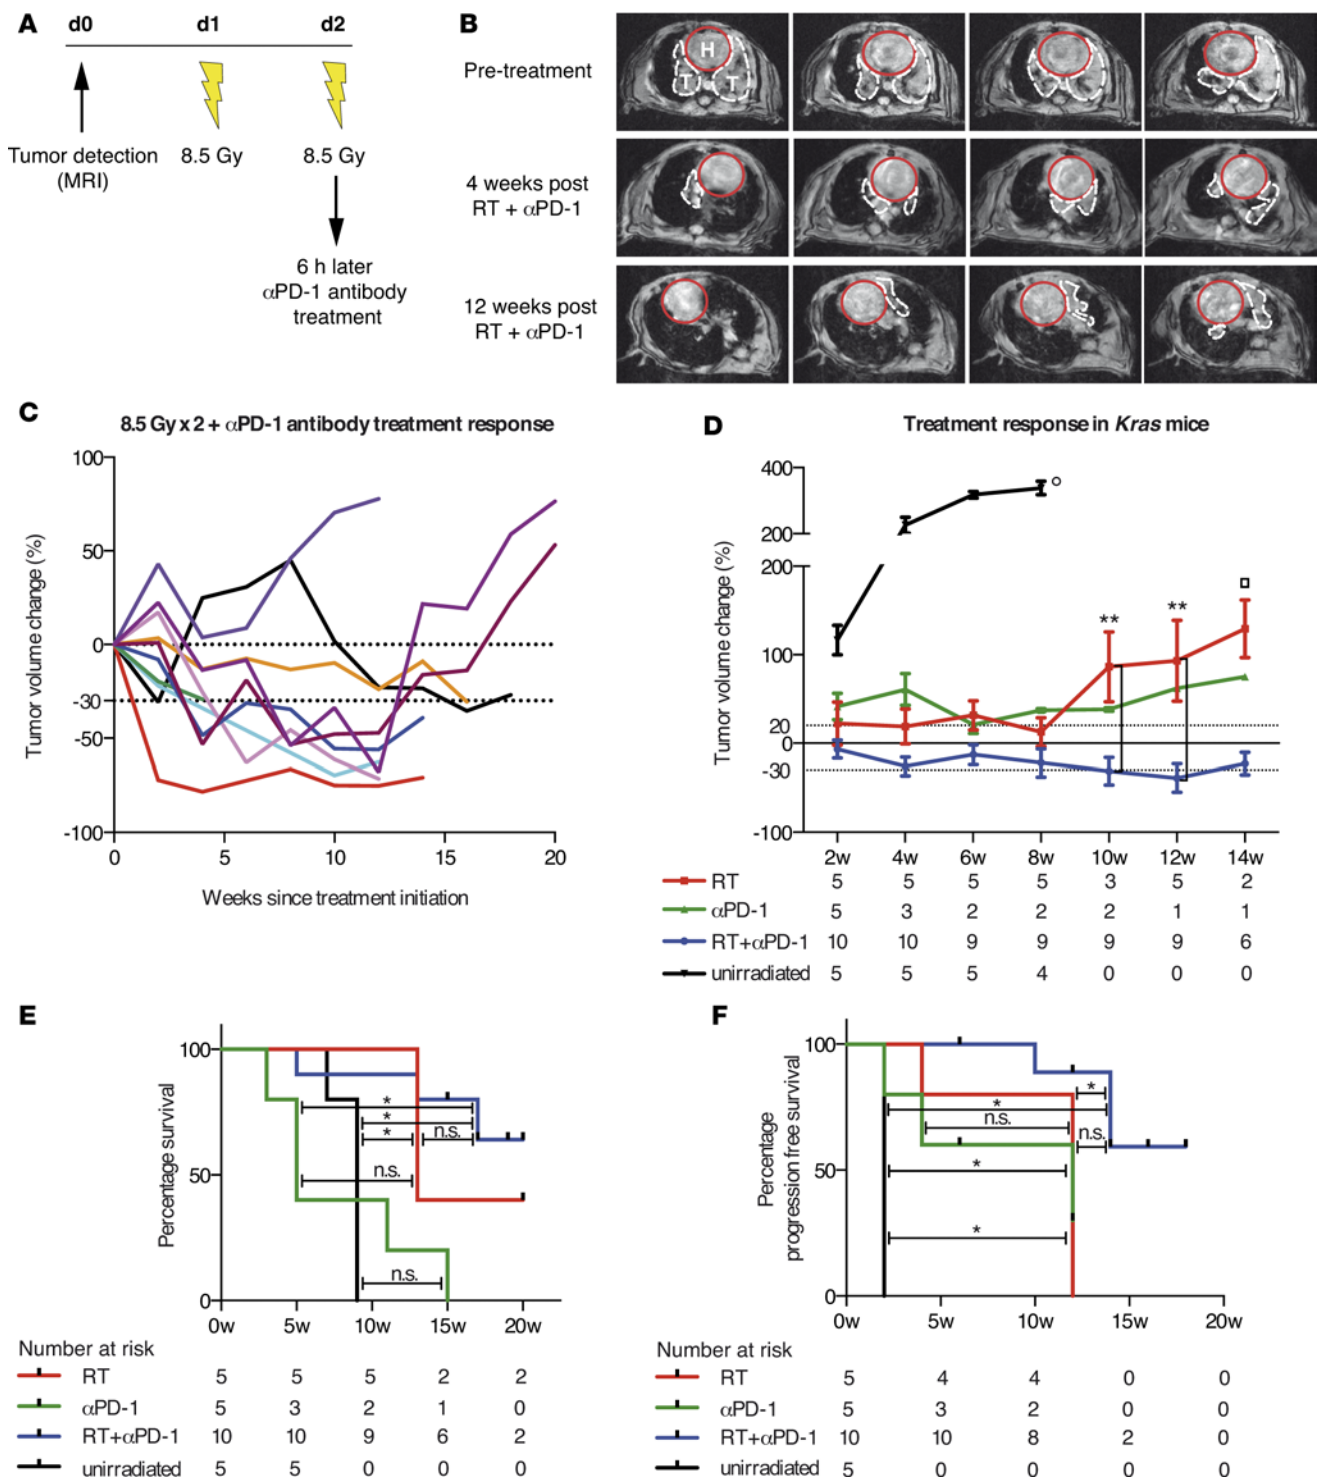 A
d0 d1 d2
Tumor detection
(MRI)
8.5 Gy 8.5 Gy
6 h later
αPD-1 antibody
treatment
B
Pre-treatment
H
T T
4 weeks post
RT + αPD-1
12 weeks post
RT + αPD-1
C
8.5 Gy x 2 + αPD-1 antibody treatment response
Tumor volume change (%)
100
50
0
-30
-50
-100
0 5 10 15 20
Weeks since treatment initiation
D
Treatment response in Kras mice
Tumor volume change (%)
400
200
200
100
20
0
-30
-100
** **
2w 4w 6w 8w 10w 12w 14w
RT 5 5 5 5 3 5 2
αPD-1 5 3 2 2 2 1 1
RT+αPD-1 10 10 9 9 9 9 6
unirradiated 5 5 5 4 0 0 0
E
Percentage survival
100
50
0
*
*
* n.s.
n.s.
n.s.
0w 5w 10w 15w 20w
Number at risk
RT 5 5 5 2 2
αPD-1 5 3 2 1 0
RT+αPD-1 10 10 9 6 2
unirradiated 5 5 0 0 0
F
Percentage
progression free survival
100
50
0
*
*
n.s. n.s.
*
*
0w 5w 10w 15w 20w
Number at risk
RT 5 4 4 0 0
αPD-1 5 3 2 0 0
RT+αPD-1 10 10 8 2 0
unirradiated 5 0 0 0 0